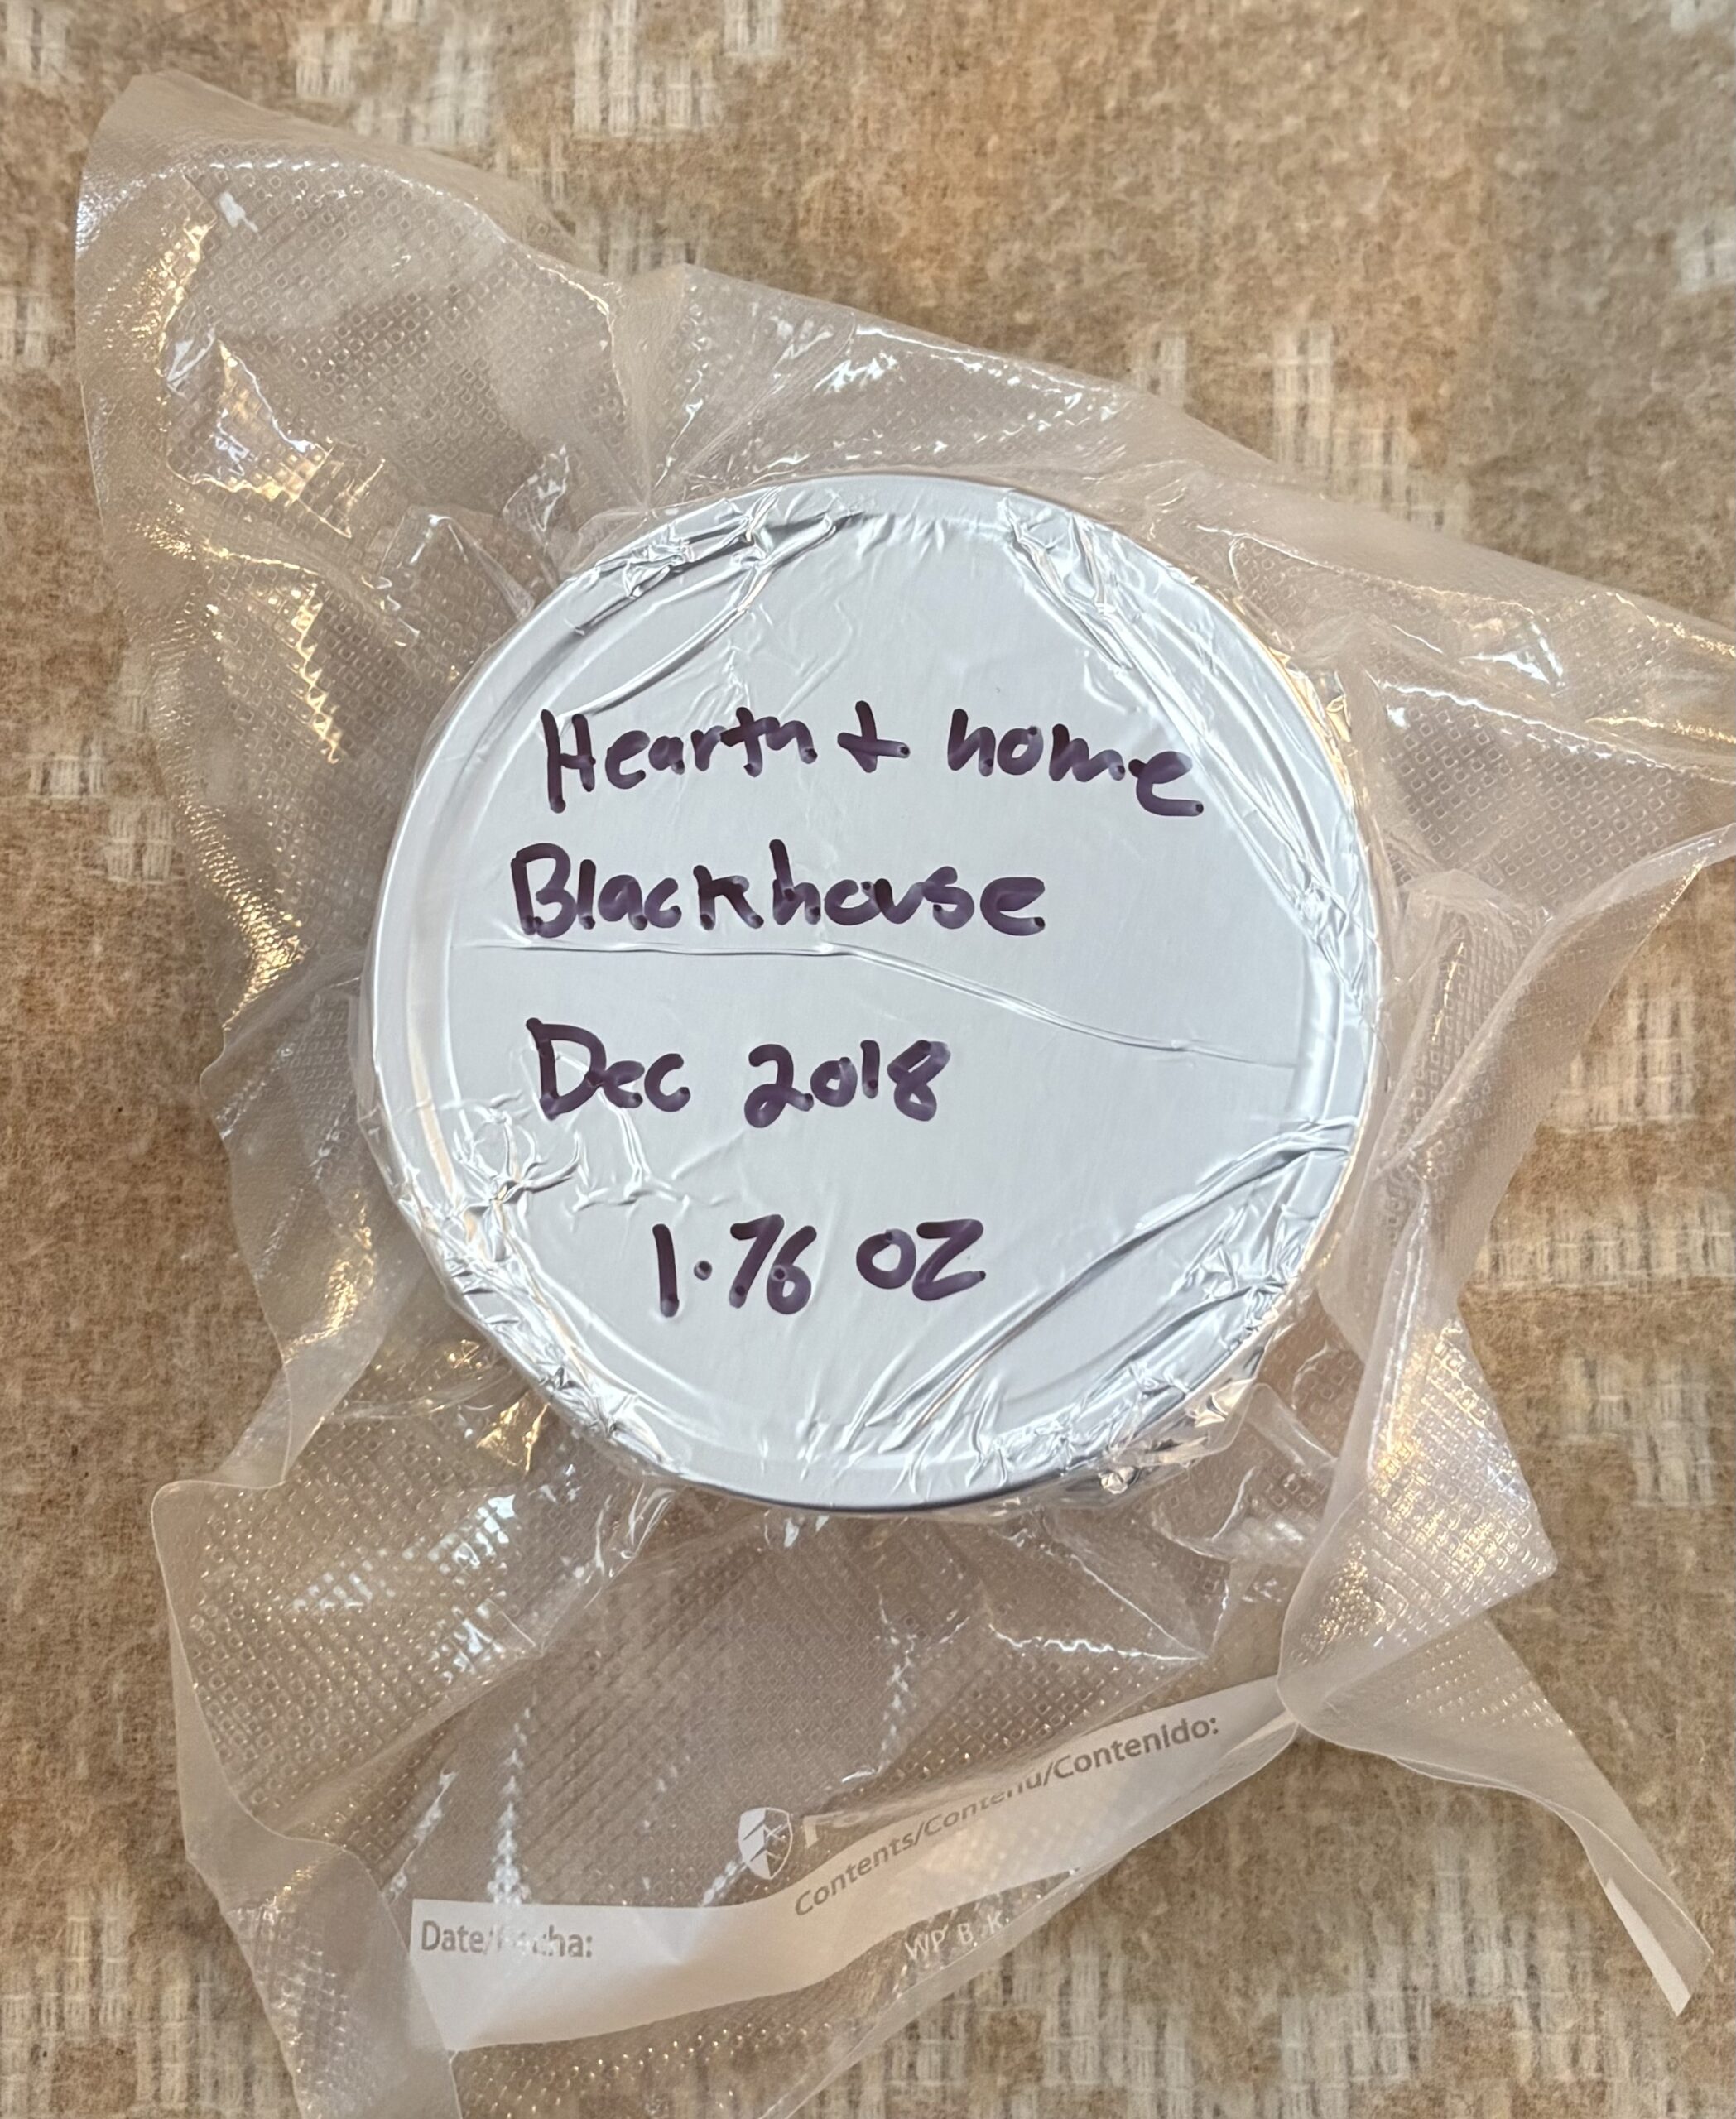 Hearth + home
Blackhouse
Dec 2018
1.76 oz
Contents/Contenu/Contenido:
Date/Fecha: